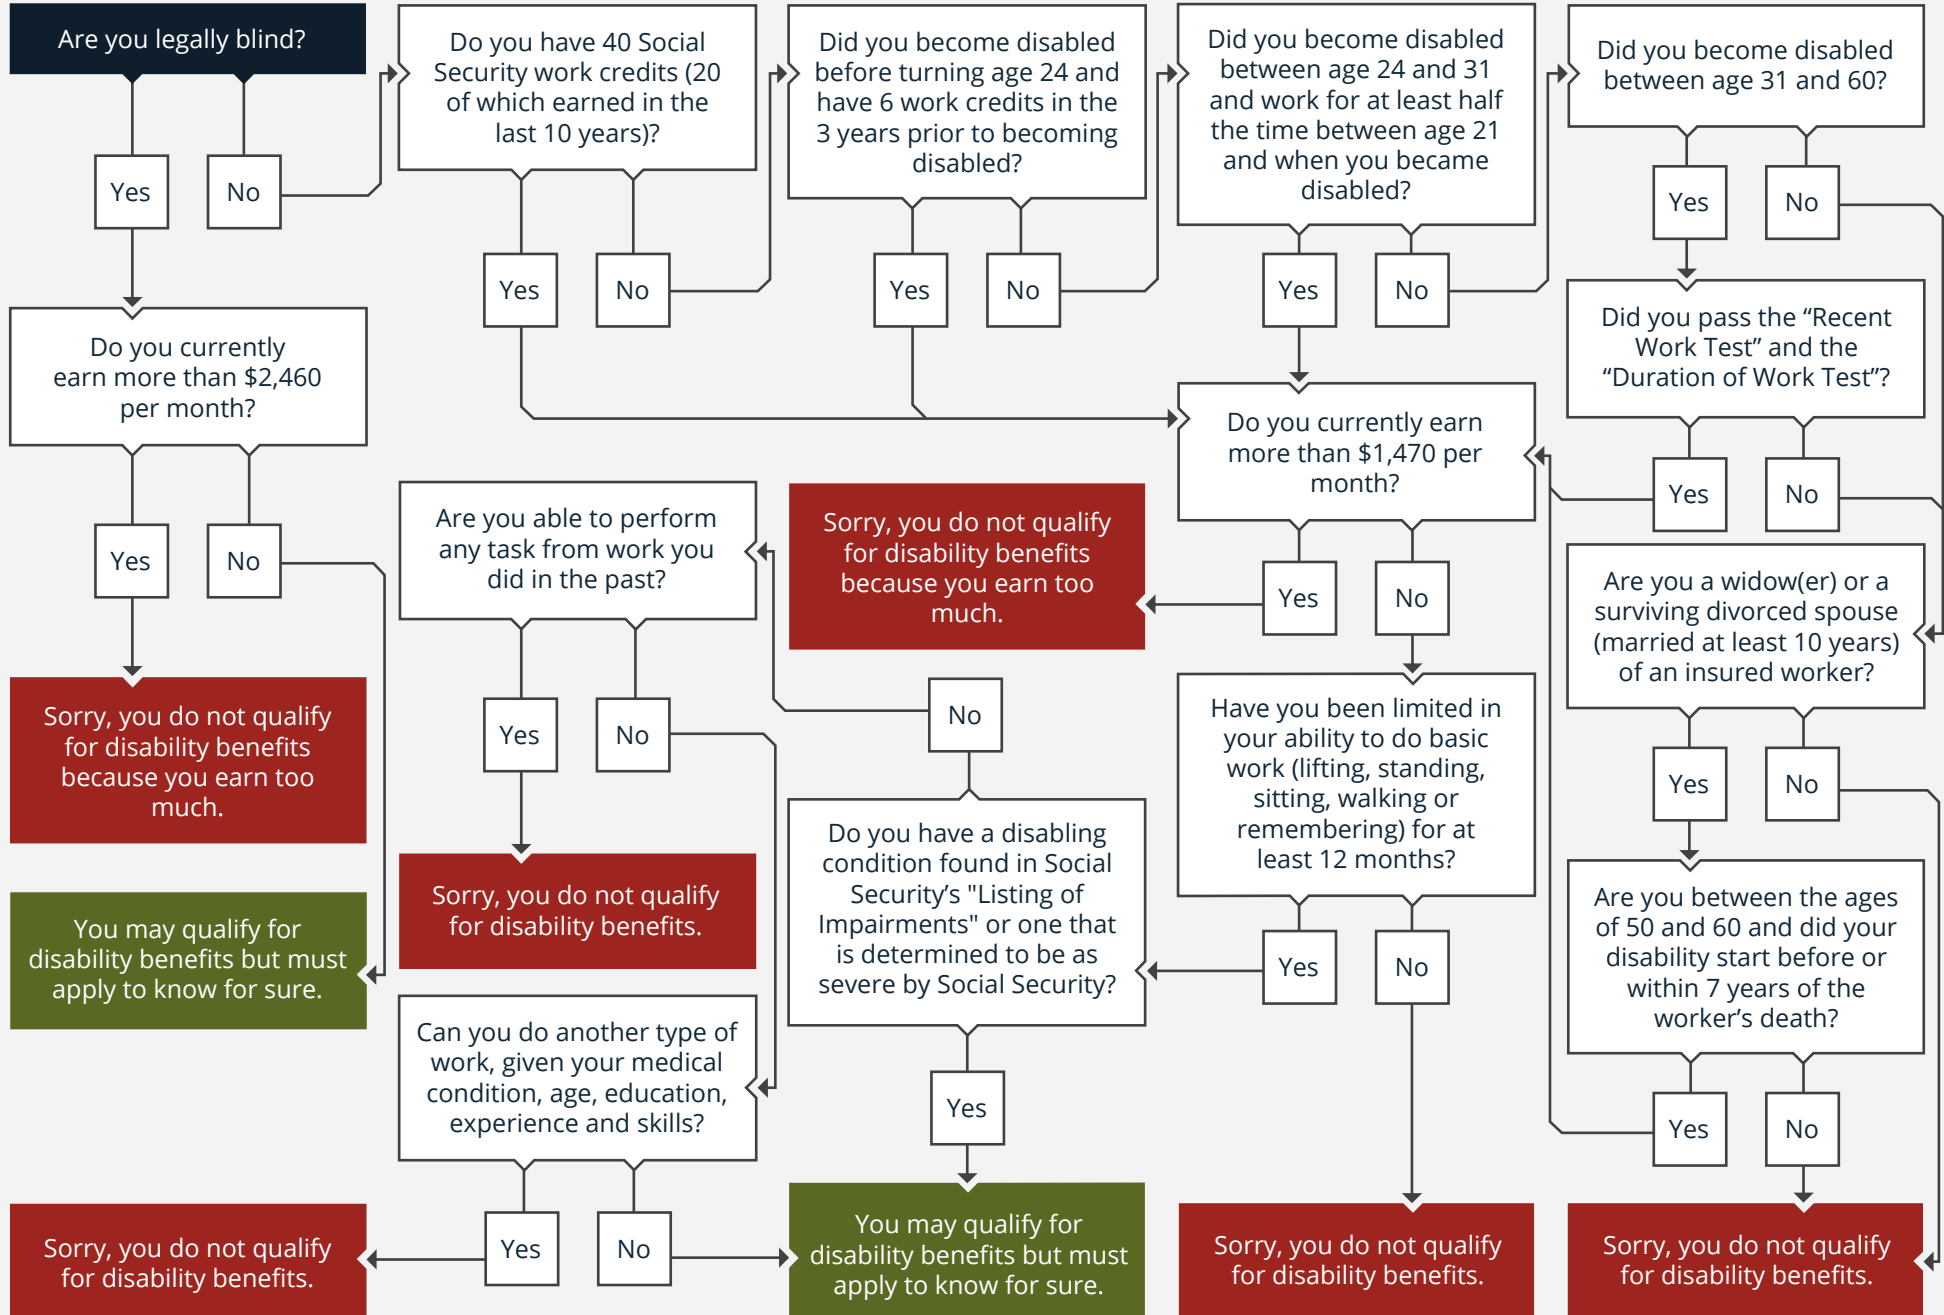 Are you legally blind?
Yes
No
Do you have 40 Social
Security work credits (20
of which earned in the
last 10 years)?
Yes
No
Did you become disabled
before turning age 24 and
have 6 work credits in the
3 years prior to becoming
disabled?
Yes
No
Did you become disabled
between age 24 and 31
and work for at least half
the time between age 21
and when you became
disabled?
Yes
No
Did you become disabled
between age 31 and 60?
Yes
No
Do you currently
earn more than $2,460
per month?
Yes
No
Sorry, you do not qualify
for disability benefits
because you earn too
much.
You may qualify for
disability benefits but must
apply to know for sure.
Did you pass the “Recent
Work Test” and the
“Duration of Work Test”?
Yes
No
Do you currently earn
more than $1,470 per
month?
Yes
No
Sorry, you do not qualify
for disability benefits
because you earn too
much.
Are you a widow(er) or a
surviving divorced spouse
(married at least 10 years)
of an insured worker?
Yes
No
Are you between the ages
of 50 and 60 and did your
disability start before or
within 7 years of the
worker’s death?
Yes
No
Sorry, you do not qualify
for disability benefits.
Have you been limited in
your ability to do basic
work (lifting, standing,
sitting, walking or
remembering) for at
least 12 months?
Yes
No
Sorry, you do not qualify
for disability benefits.
No
Do you have a disabling
condition found in Social
Security’s "Listing of
Impairments" or one that
is determined to be as
severe by Social Security?
Yes
You may qualify for
disability benefits but must
apply to know for sure.
Are you able to perform
any task from work you
did in the past?
Yes
No
Sorry, you do not qualify
for disability benefits.
Can you do another type of
work, given your medical
condition, age, education,
experience and skills?
Yes
No
Sorry, you do not qualify
for disability benefits.